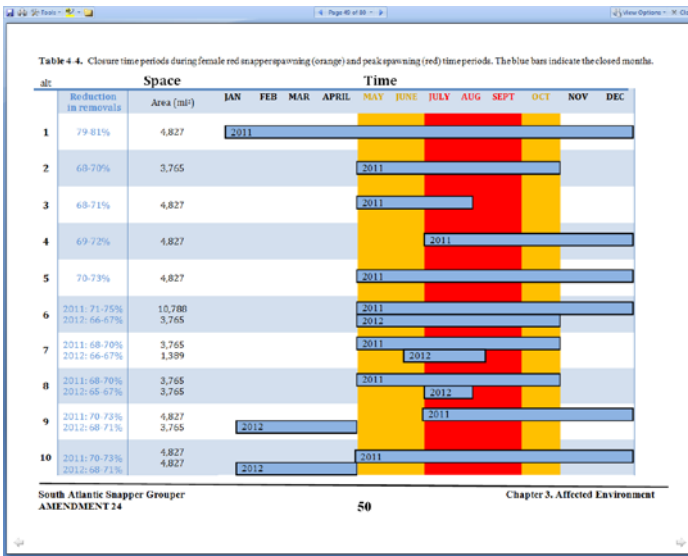 Tools
Page 40 of 89
View Options
Table 4-4. Closure time periods during female red snapper spawning (orange) and peak spawning (red) time periods. The blue bars indicate the closed months.
alt Space Time
Reduction in removals Area (mi²) JAN FEB MAR APRIL MAY JUNE JULY AUG SEPT OCT NOV DEC
1 79-81% 4,827 2011
2 68-70% 3,765 2011
3 68-71% 4,827 2011
4 69-72% 4,827 2011
5 70-73% 4,827 2011
6 2011: 71-75% 10,788 2011
2012: 66-67% 3,765 2012
7 2011: 68-70% 3,765 2011
2012: 66-67% 1,389 2012
8 2011: 68-70% 3,765 2011
2012: 65-67% 3,765 2012
9 2011: 70-73% 4,827 2011
2012: 68-71% 3,765 2012
10 2011: 70-73% 4,827 2011
2012: 68-71% 4,827 2012
South Atlantic Snapper Grouper Chapter 3. Affected Environment
AMENDMENT 24 50